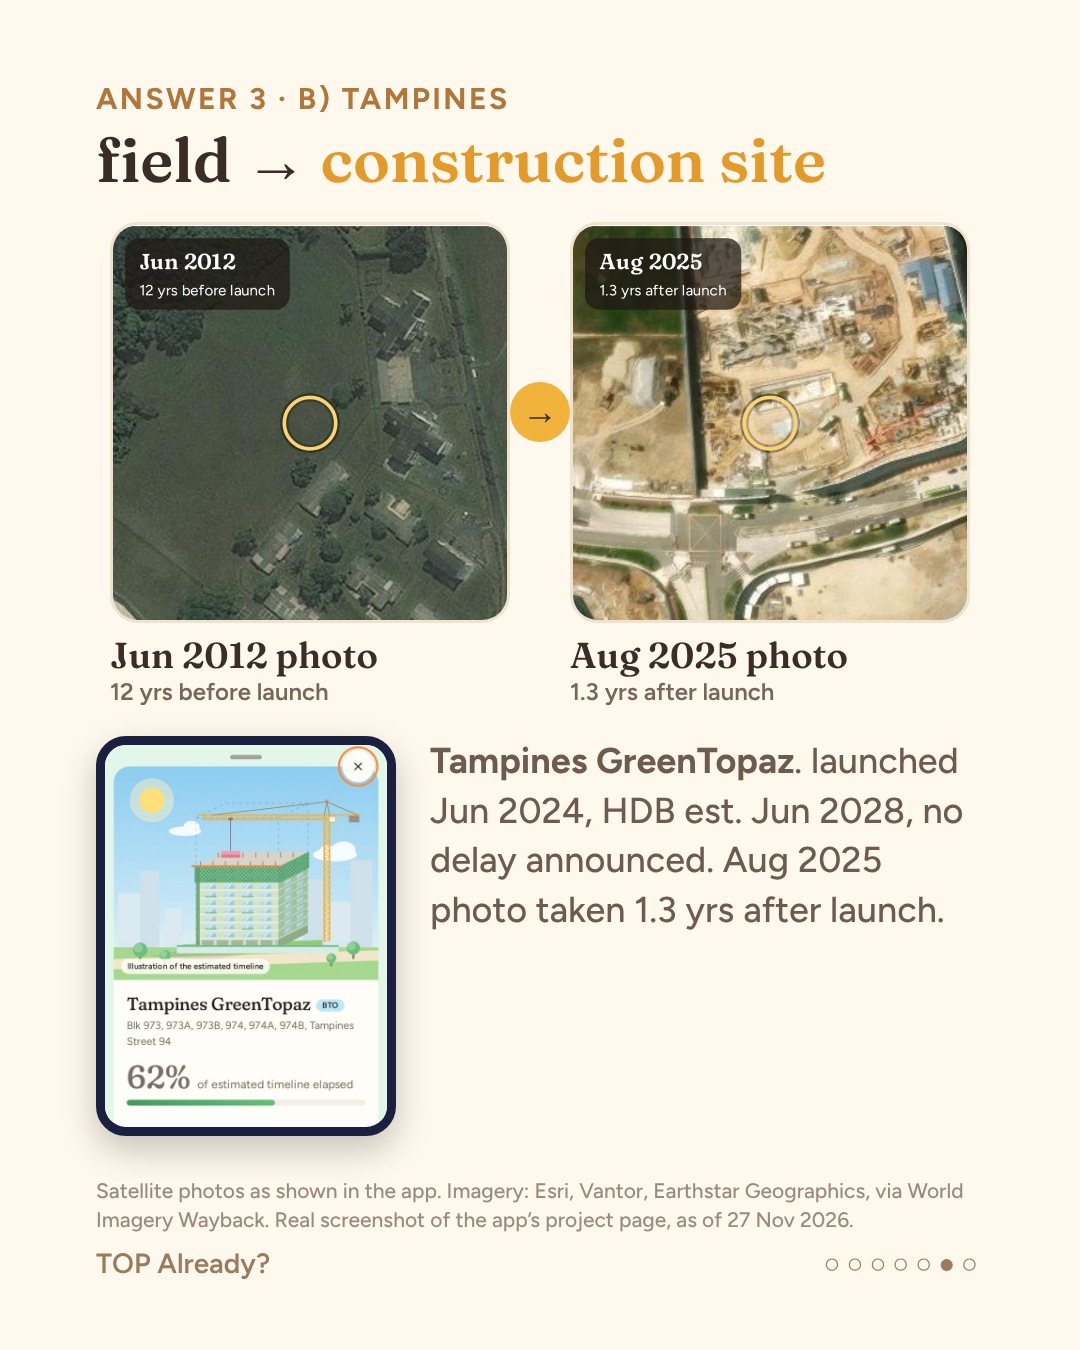 ANSWER 3 · B) TAMPINES
field → construction site
Jun 2012
12 yrs before launch
Aug 2025
1.3 yrs after launch
→
Jun 2012 photo
12 yrs before launch
Aug 2025 photo
1.3 yrs after launch
×
Illustration of the estimated timeline
Tampines GreenTopaz BTO
Blk 973, 973A, 973B, 974, 974A, 974B, Tampines
Street 94
62% of estimated timeline elapsed
Tampines GreenTopaz. launched
Jun 2024, HDB est. Jun 2028, no
delay announced. Aug 2025
photo taken 1.3 yrs after launch.
Satellite photos as shown in the app. Imagery: Esri, Vantor, Earthstar Geographics, via World
Imagery Wayback. Real screenshot of the app’s project page, as of 27 Nov 2026.
TOP Already?